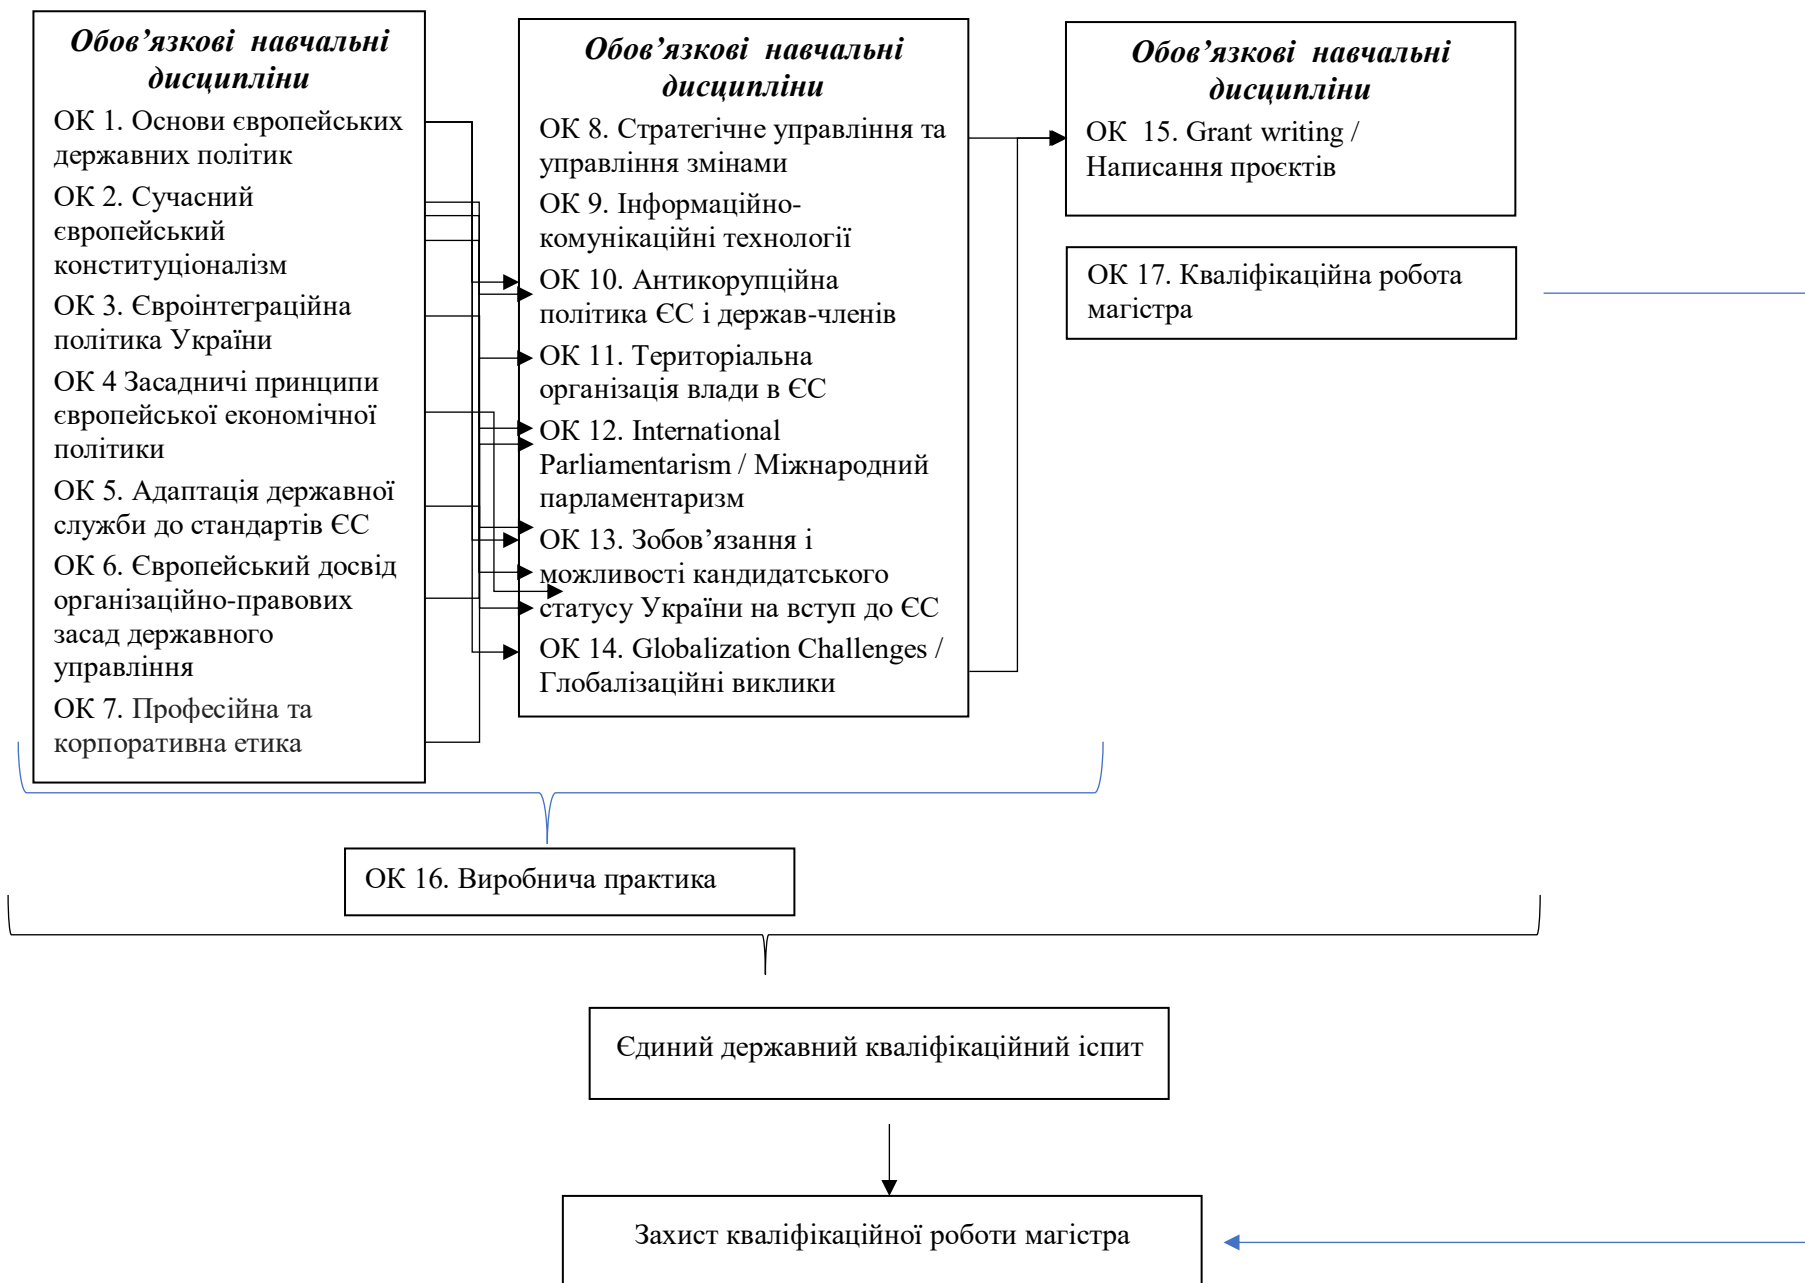 Обов’язкові навчальні
дисципліни
ОК 1. Основи європейських
державних політик
ОК 2. Сучасний
європейський
конституціоналізм
ОК 3. Євроінтеграційна
політика України
ОК 4 Засадничі принципи
європейської економічної
політики
ОК 5. Адаптація державної
служби до стандартів ЄС
ОК 6. Європейський досвід
організаційно-правових
засад державного
управління
ОК 7. Професійна та
корпоративна етика
Обов’язкові навчальні
дисципліни
ОК 8. Стратегічне управління та
управління змінами
ОК 9. Інформаційно-
комунікаційні технології
ОК 10. Антикорупційна
політика ЄС і держав-членів
ОК 11. Територіальна
організація влади в ЄС
ОК 12. International
Parliamentarism / Міжнародний
парламентаризм
ОК 13. Зобов’язання і
можливості кандидатського
статусу України на вступ до ЄС
ОК 14. Globalization Challenges /
Глобалізаційні виклики
Обов’язкові навчальні
дисципліни
ОК 15. Grant writing /
Написання проєктів
ОК 17. Кваліфікаційна робота
магістра
ОК 16. Виробнича практика
Єдиний державний кваліфікаційний іспит
Захист кваліфікаційної роботи магістра